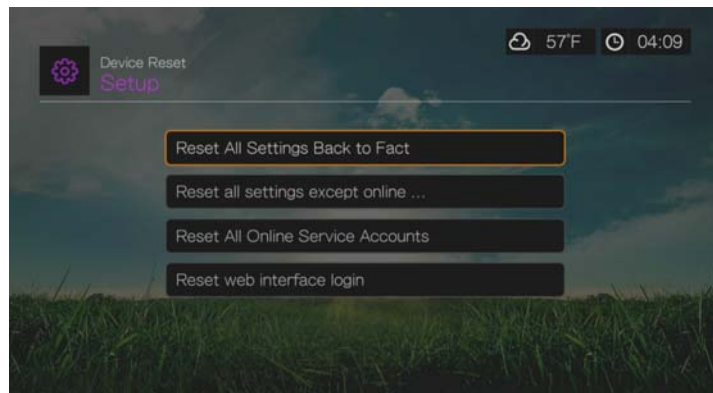 57°F 04:09
Device Reset
Setup
Reset All Settings Back to Fact
Reset all settings except online ...
Reset All Online Service Accounts
Reset web interface login